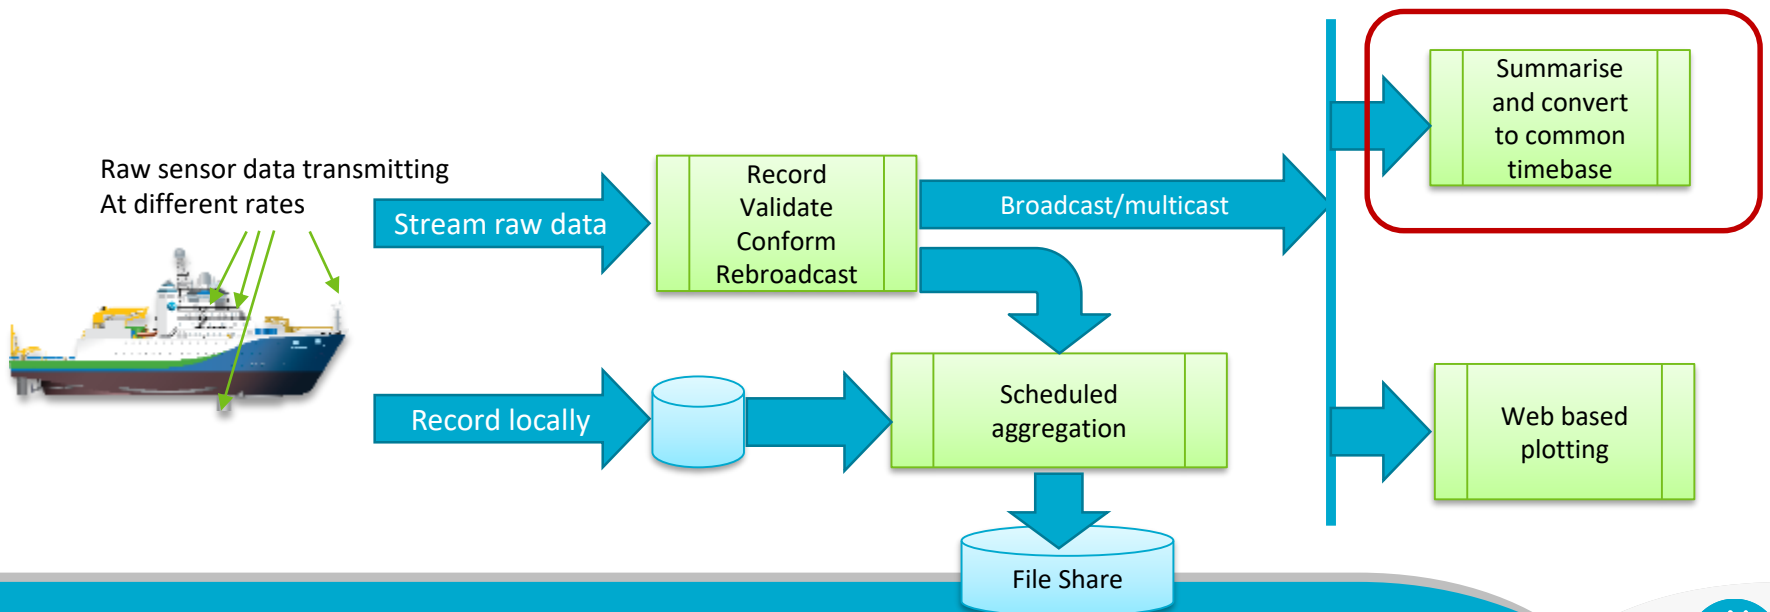 Raw sensor data transmitting
At different rates
Stream raw data
Record
Validate
Conform
Rebroadcast
Broadcast/multicast
Summarise
and convert
to common
timebase
Record locally
Scheduled
aggregation
Web based
plotting
File Share